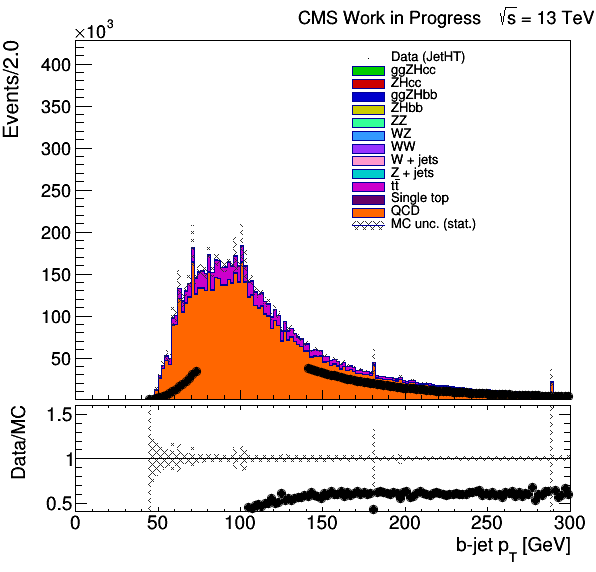 CMS Work in Progress √s = 13 TeV
×10³
Events/2.0
400
350
300
250
200
150
100
50
Data (JetHT)
ggZHcc
ZHcc
ggZHbb
ZHbb
ZZ
WZ
WW
W + jets
Z + jets
tt̄
Single top
QCD
MC unc. (stat.)
Data/MC
1.5
1
0.5
0 50 100 150 200 250 300
b-jet p_T [GeV]